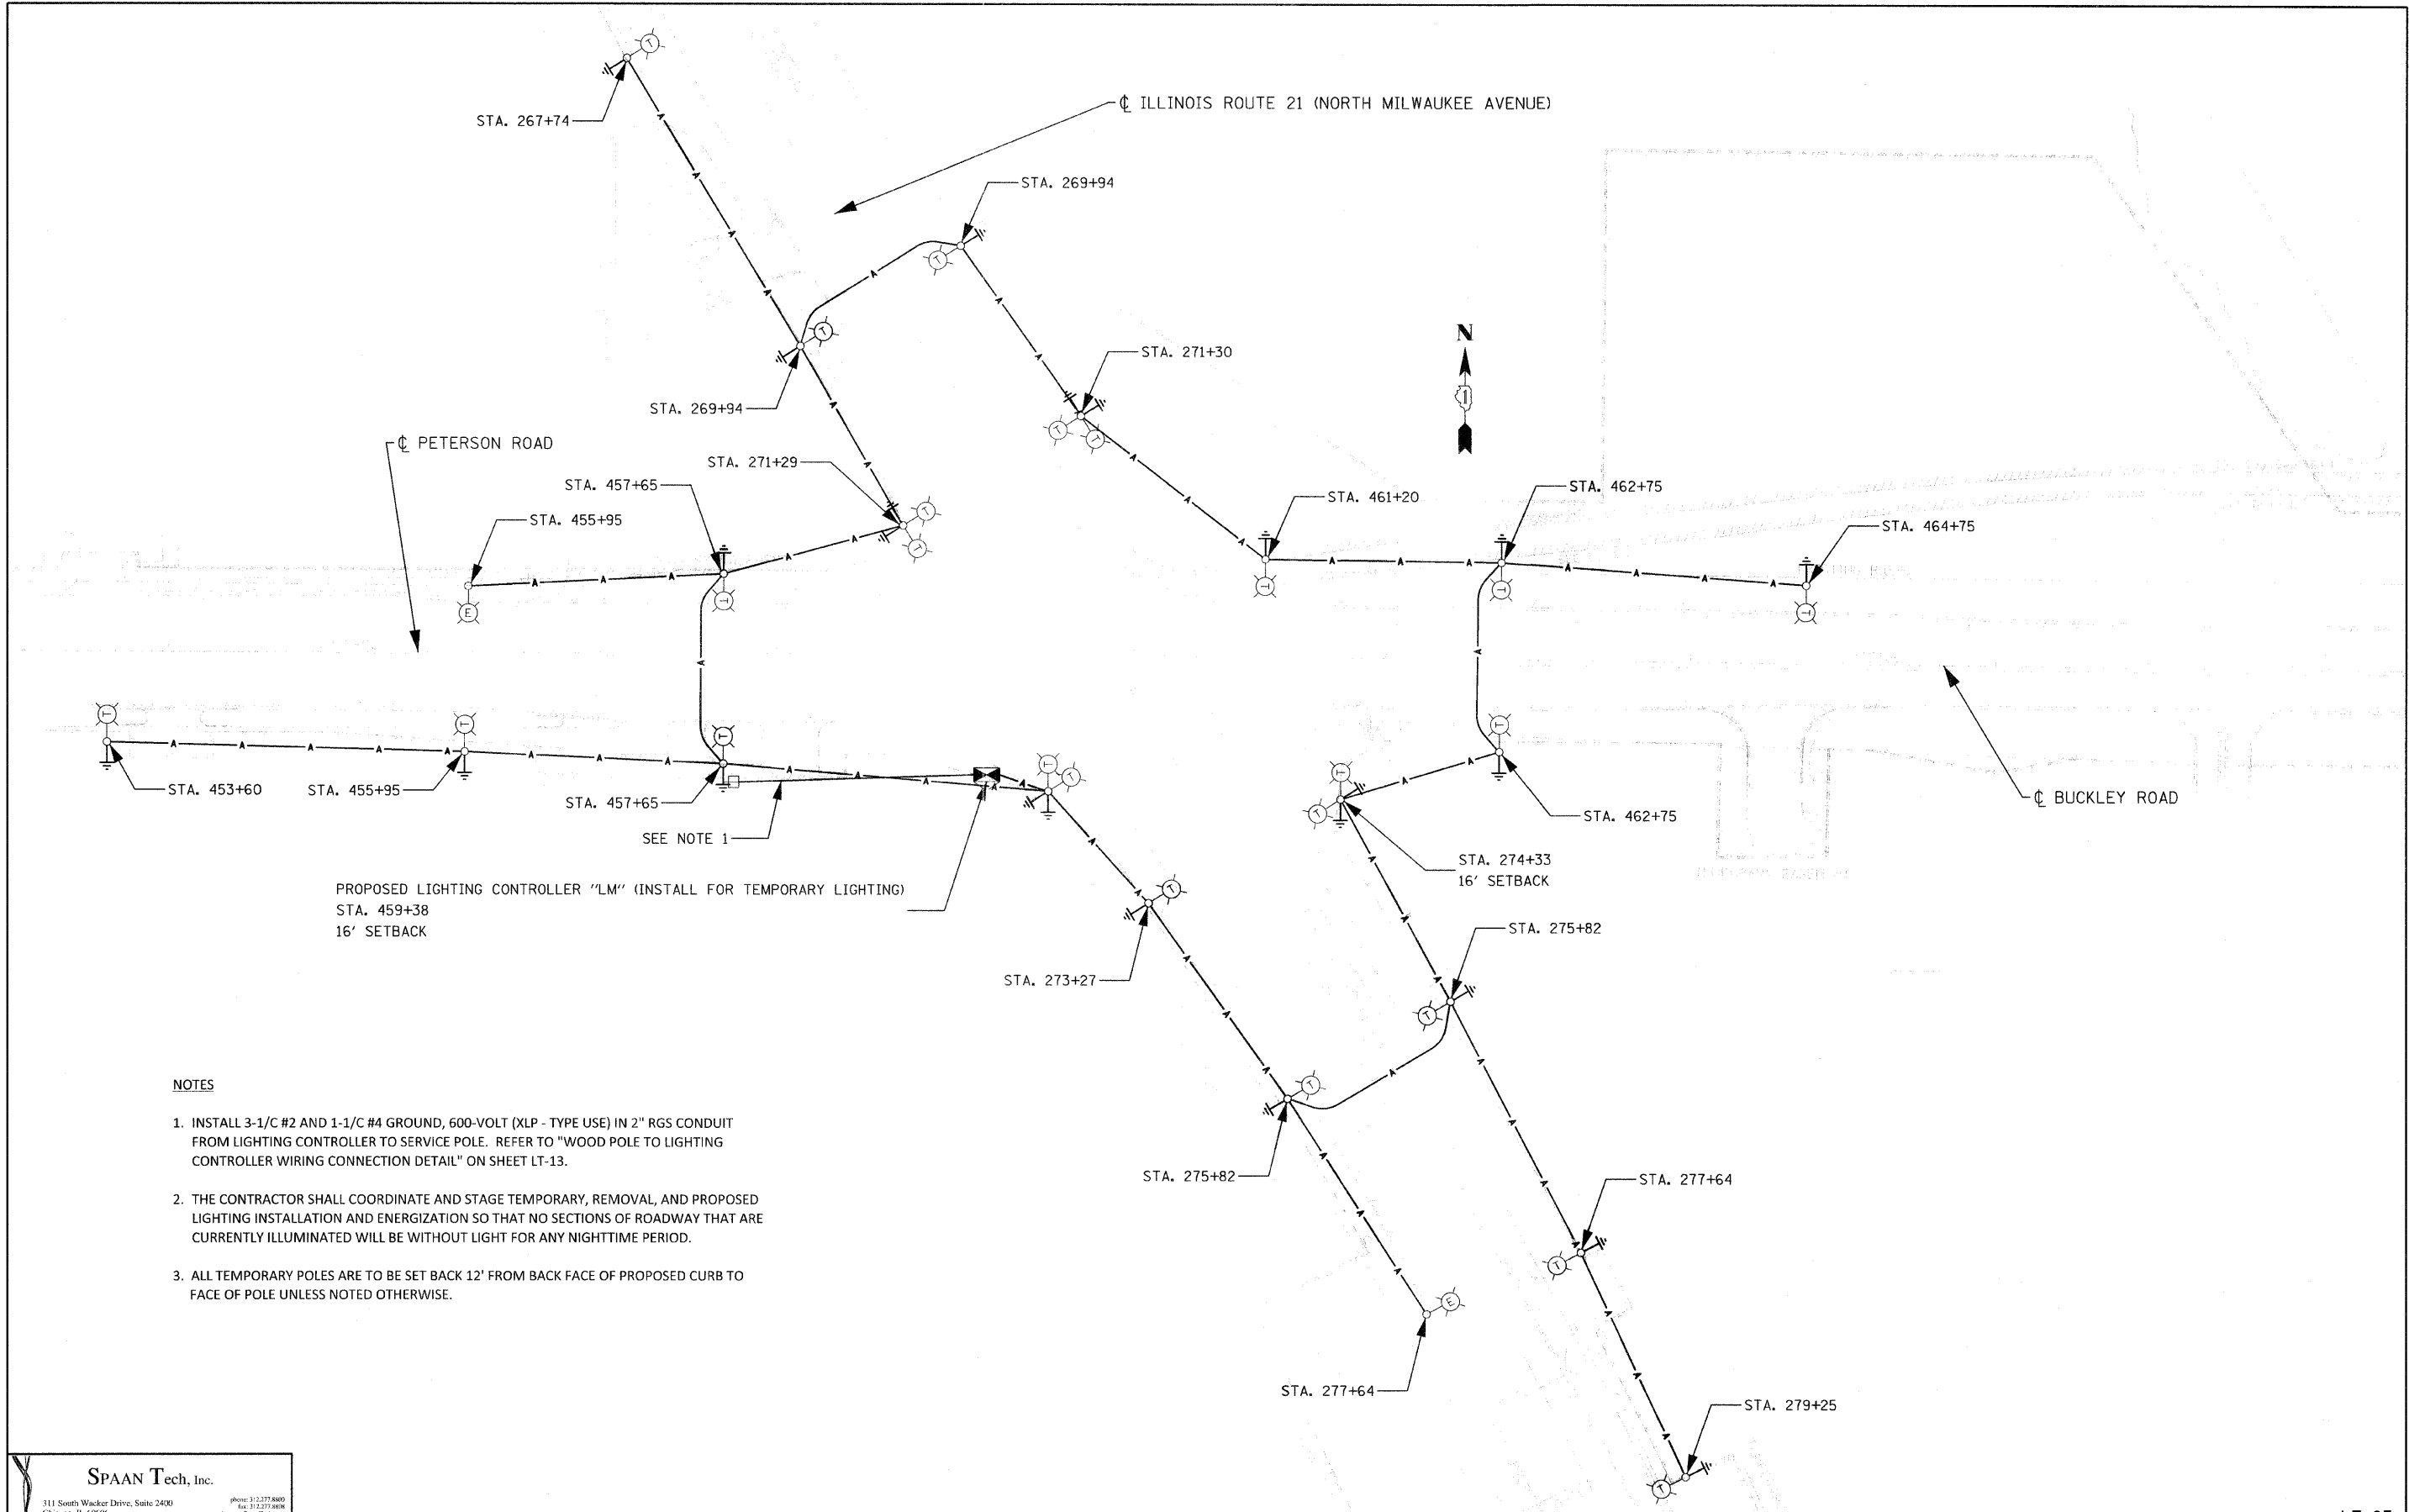 STA. 267+74
℄ ILLINOIS ROUTE 21 (NORTH MILWAUKEE AVENUE)
STA. 269+94
N
STA. 271+30
STA. 269+94
℄ PETERSON ROAD
STA. 271+29
STA. 457+65
STA. 462+75
STA. 461+20
STA. 455+95
STA. 464+75
STA. 453+60
STA. 455+95
STA. 457+65
℄ BUCKLEY ROAD
STA. 462+75
SEE NOTE 1
STA. 274+33
16' SETBACK
PROPOSED LIGHTING CONTROLLER "LM" (INSTALL FOR TEMPORARY LIGHTING)
STA. 459+38
16' SETBACK
STA. 275+82
STA. 273+27
NOTES
1. INSTALL 3-1/C #2 AND 1-1/C #4 GROUND, 600-VOLT (XLP - TYPE USE) IN 2" RGS CONDUIT
FROM LIGHTING CONTROLLER TO SERVICE POLE. REFER TO "WOOD POLE TO LIGHTING
CONTROLLER WIRING CONNECTION DETAIL" ON SHEET LT-13.
2. THE CONTRACTOR SHALL COORDINATE AND STAGE TEMPORARY, REMOVAL, AND PROPOSED
LIGHTING INSTALLATION AND ENERGIZATION SO THAT NO SECTIONS OF ROADWAY THAT ARE
CURRENTLY ILLUMINATED WILL BE WITHOUT LIGHT FOR ANY NIGHTTIME PERIOD.
3. ALL TEMPORARY POLES ARE TO BE SET BACK 12' FROM BACK FACE OF PROPOSED CURB TO
FACE OF POLE UNLESS NOTED OTHERWISE.
STA. 275+82
STA. 277+64
STA. 277+64
STA. 279+25
SPAAN Tech, Inc.
311 South Wacker Drive, Suite 2400
phone: 312.277.8800
fax: 312.277.8808